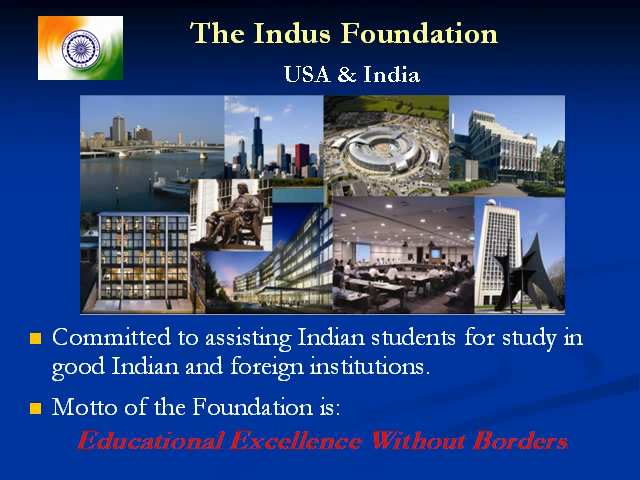 The Indus Foundation
USA & India
Committed to assisting Indian students for study in
good Indian and foreign institutions.
Motto of the Foundation is:
Educational Excellence Without Borders